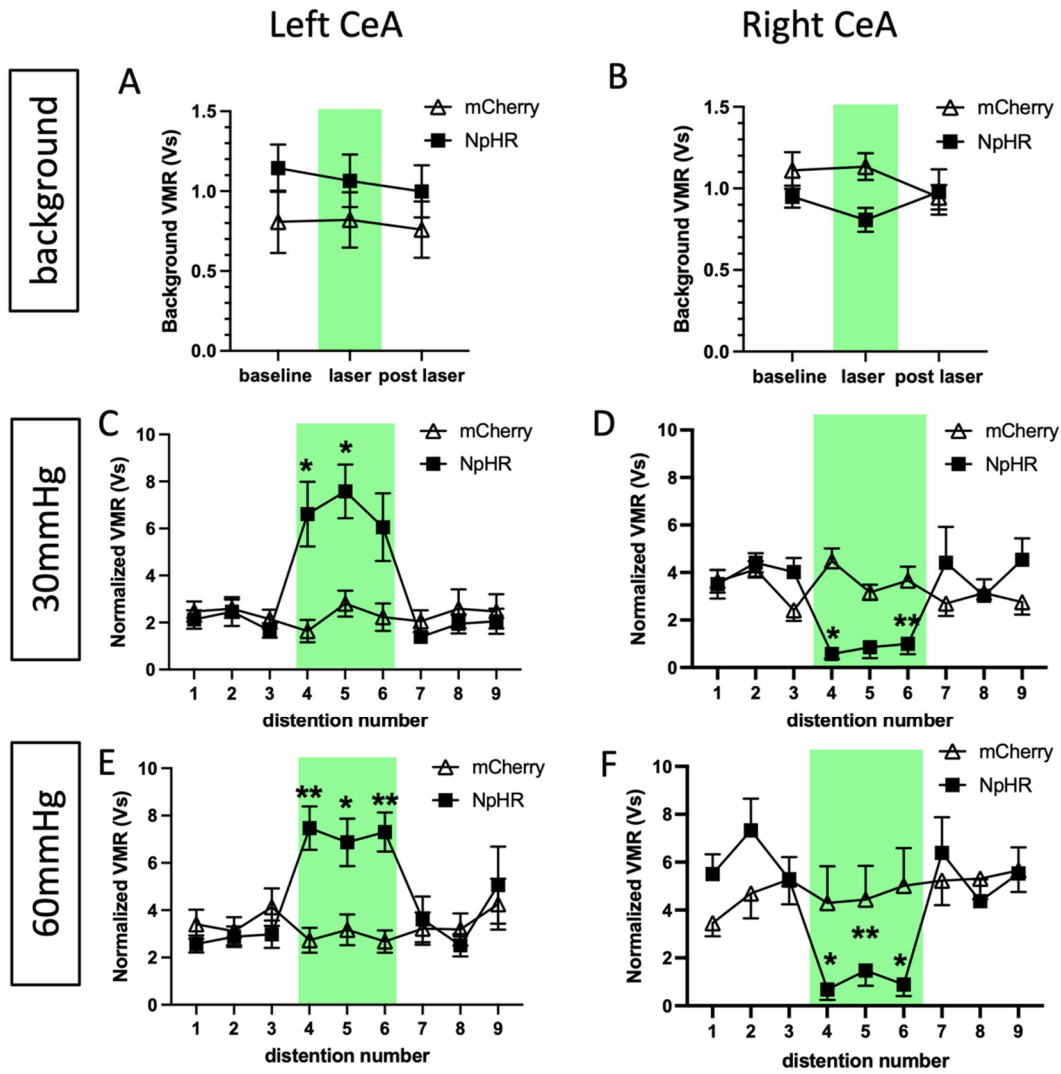 Left CeA
Right CeA
background
A
mCherry
NpHR
Background VMR (Vs)
1.5
1.0
0.5
0.0
baseline laser post laser
B
mCherry
NpHR
Background VMR (Vs)
1.5
1.0
0.5
0.0
baseline laser post laser
30mmHg
C
mCherry
NpHR
Normalized VMR (Vs)
10
8
6
4
2
0
* *
1 2 3 4 5 6 7 8 9
distention number
D
mCherry
NpHR
Normalized VMR (Vs)
10
8
6
4
2
0
* **
1 2 3 4 5 6 7 8 9
distention number
60mmHg
E
mCherry
NpHR
Normalized VMR (Vs)
10
8
6
4
2
0
** * **
1 2 3 4 5 6 7 8 9
distention number
F
mCherry
NpHR
Normalized VMR (Vs)
10
8
6
4
2
0
* ** *
1 2 3 4 5 6 7 8 9
distention number